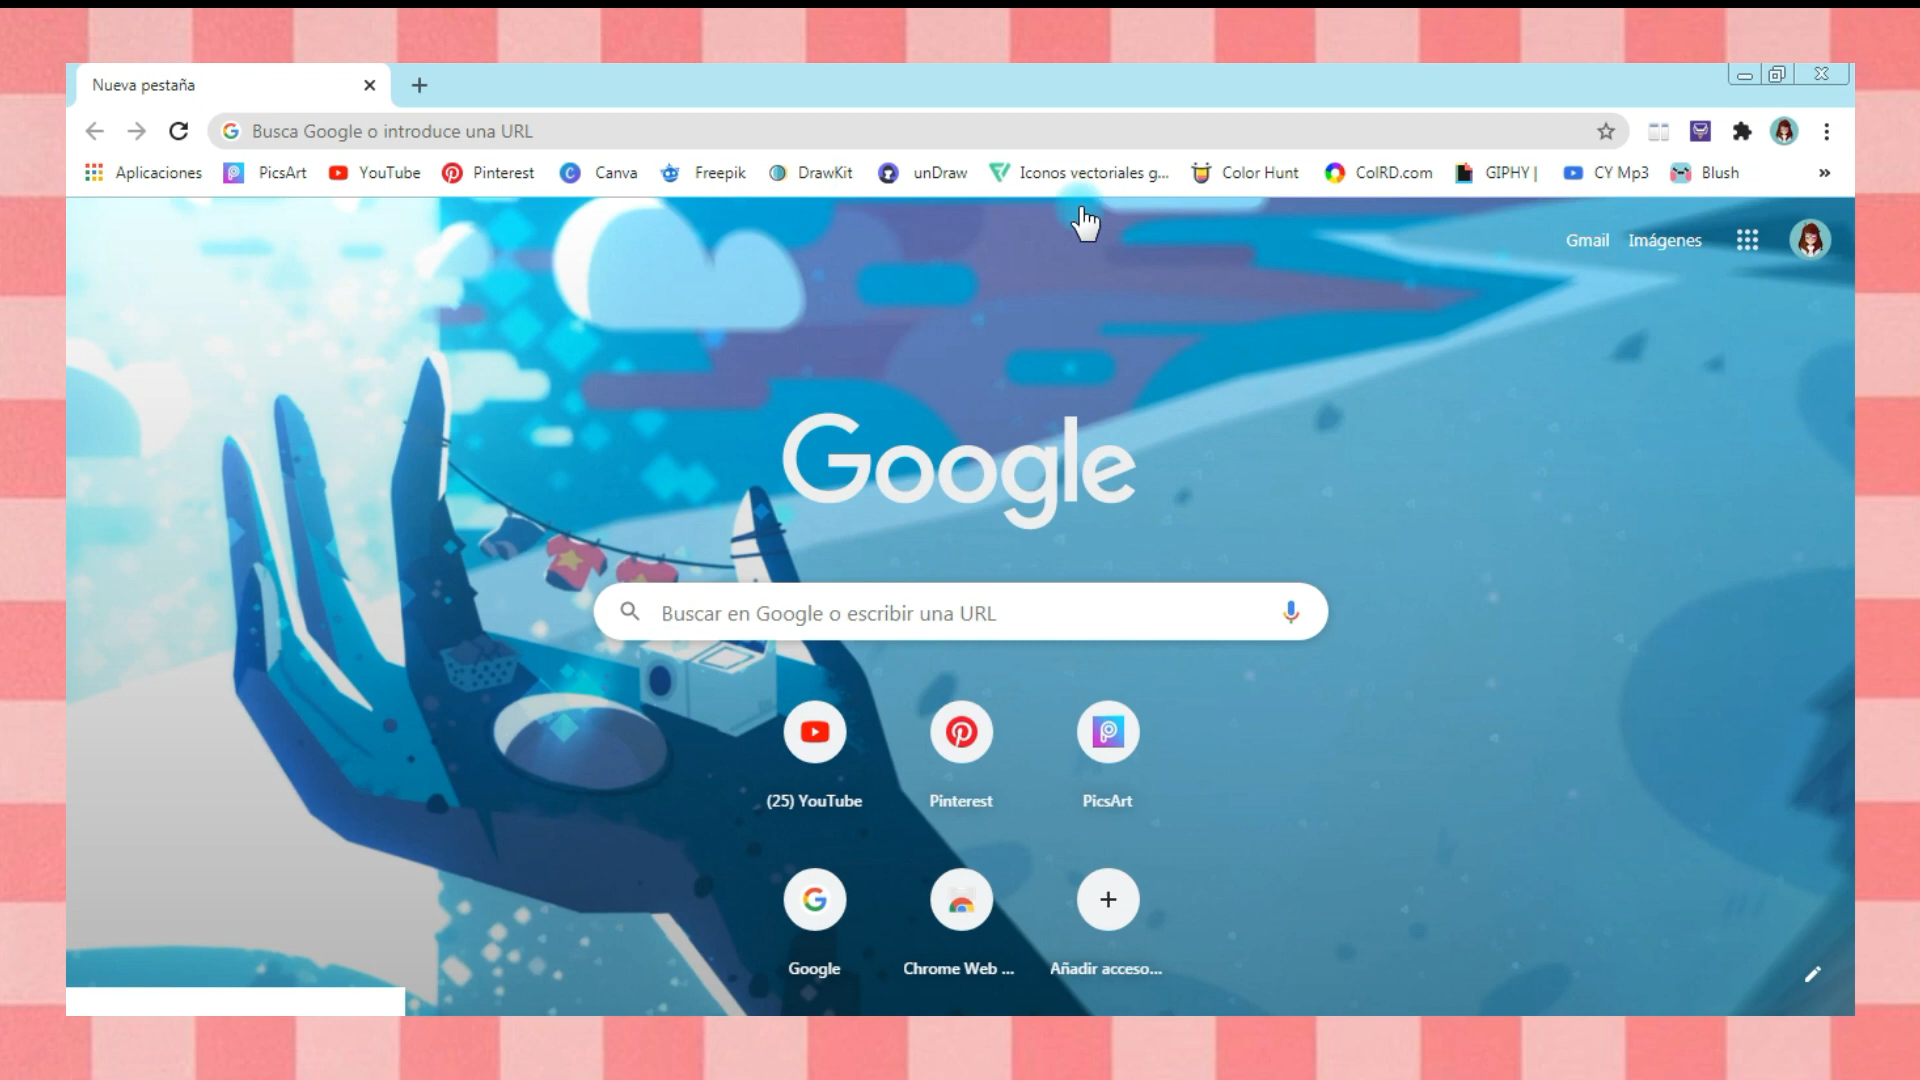 Nueva pestaña
Busca Google o introduce una URL
Aplicaciones PicsArt YouTube Pinterest Canva Freepik DrawKit unDraw Iconos vectoriales g... Color Hunt ColRD.com GIPHY | CY Mp3 Blush »
Gmail Imágenes
Google
Buscar en Google o escribir una URL
(25) YouTube Pinterest PicsArt
Google Chrome Web ... Añadir acceso...